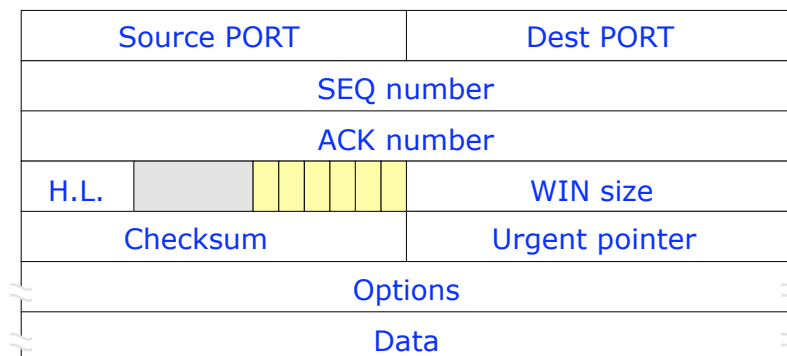 Source PORT Dest PORT
SEQ number
ACK number
H.L. WIN size
Checksum Urgent pointer
Options
Data